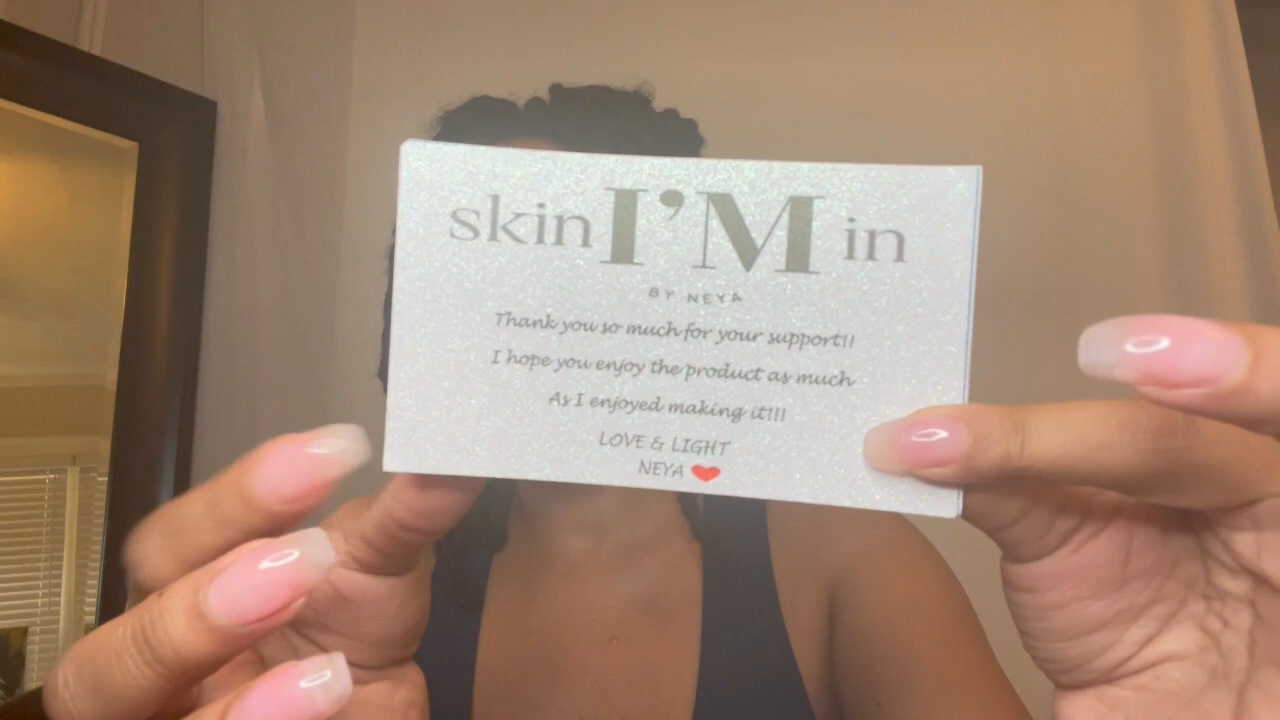 skin I'M in
BY NEYA
Thank you so much for your support!!
I hope you enjoy the product as much
As I enjoyed making it!!!
LOVE & LIGHT
NEYA ❤